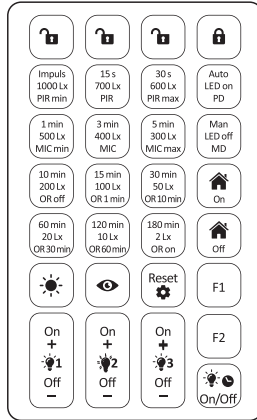 Impuls
1000 Lx
PIR min
15 s
700 Lx
PIR
30 s
600 Lx
PIR max
Auto
LED on
PD
1 min
500 Lx
MIC min
3 min
400 Lx
MIC
5 min
300 Lx
MIC max
Man
LED off
MD
10 min
200 Lx
OR off
15 min
100 Lx
OR 1 min
30 min
50 Lx
OR 10 min
On
60 min
20 Lx
OR 30 min
120 min
10 Lx
OR 60 min
180 min
2 Lx
OR on
Off
Reset
F1
On
+
1
Off
−
On
+
2
Off
−
On
+
3
Off
−
F2
On/Off